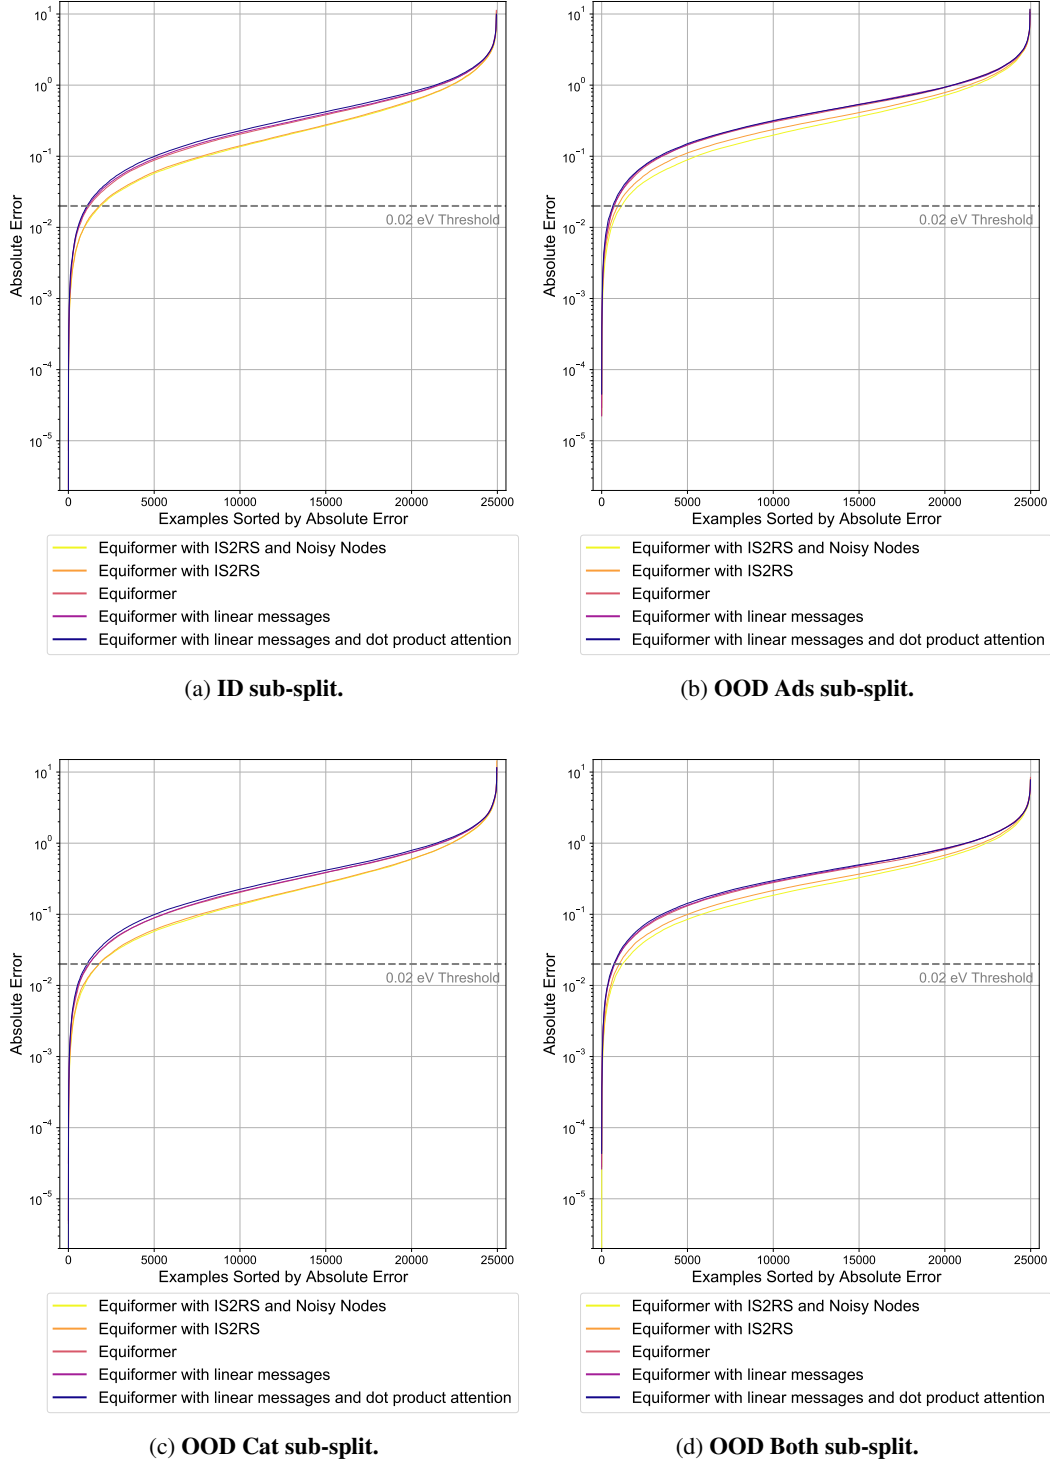 10^1
10^0
10^−1
10^−2
10^−3
10^−4
10^−5
Absolute Error
0.02 eV Threshold
0 5000 10000 15000 20000 25000
Examples Sorted by Absolute Error
Equiformer with IS2RS and Noisy Nodes
Equiformer with IS2RS
Equiformer
Equiformer with linear messages
Equiformer with linear messages and dot product attention
(a) ID sub-split.
10^1
10^0
10^−1
10^−2
10^−3
10^−4
10^−5
Absolute Error
0.02 eV Threshold
0 5000 10000 15000 20000 25000
Examples Sorted by Absolute Error
Equiformer with IS2RS and Noisy Nodes
Equiformer with IS2RS
Equiformer
Equiformer with linear messages
Equiformer with linear messages and dot product attention
(b) OOD Ads sub-split.
10^1
10^0
10^−1
10^−2
10^−3
10^−4
10^−5
Absolute Error
0.02 eV Threshold
0 5000 10000 15000 20000 25000
Examples Sorted by Absolute Error
Equiformer with IS2RS and Noisy Nodes
Equiformer with IS2RS
Equiformer
Equiformer with linear messages
Equiformer with linear messages and dot product attention
(c) OOD Cat sub-split.
10^1
10^0
10^−1
10^−2
10^−3
10^−4
10^−5
Absolute Error
0.02 eV Threshold
0 5000 10000 15000 20000 25000
Examples Sorted by Absolute Error
Equiformer with IS2RS and Noisy Nodes
Equiformer with IS2RS
Equiformer
Equiformer with linear messages
Equiformer with linear messages and dot product attention
(d) OOD Both sub-split.